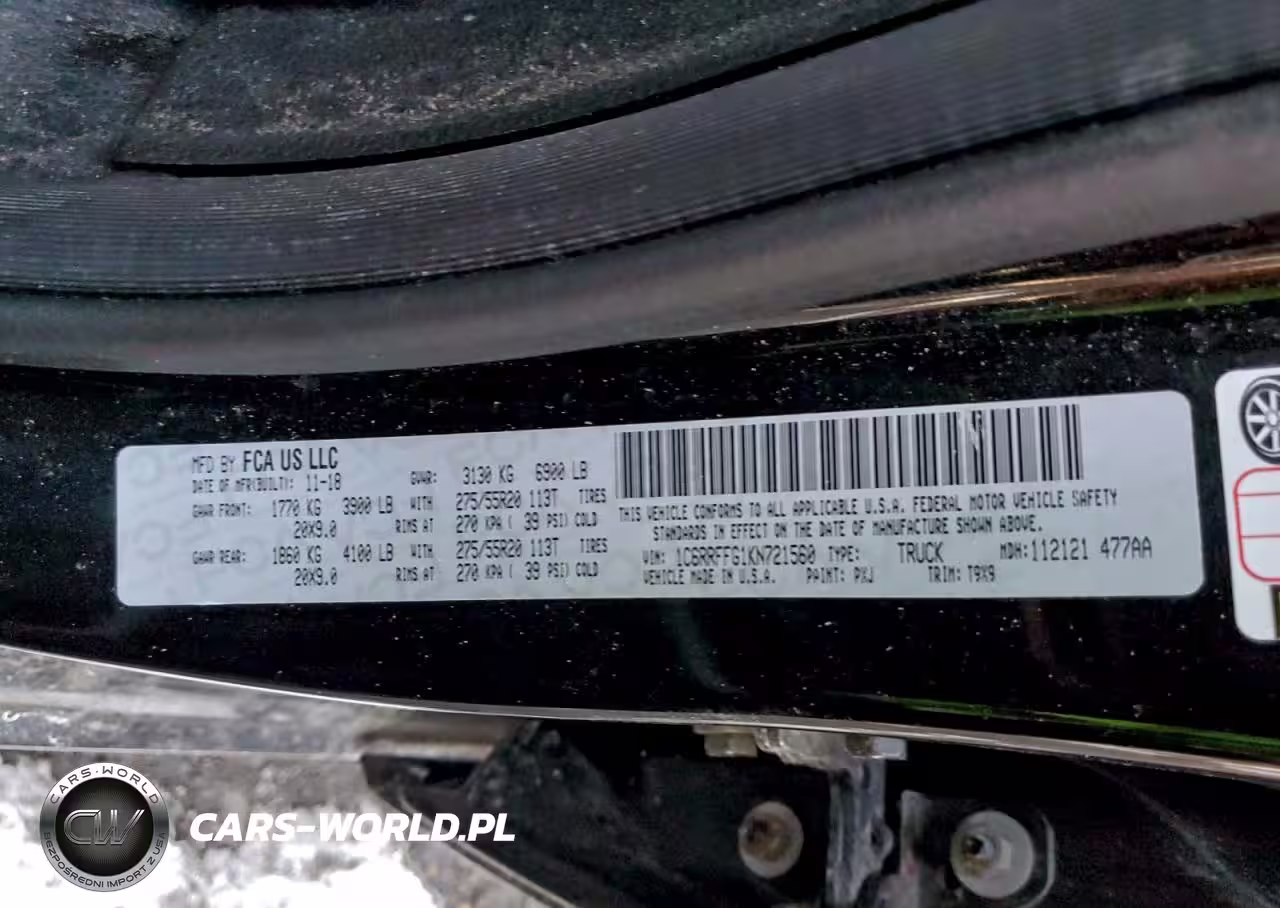 MFD BY FCA US LLC
DATE OF MFR(BUILT): 11-18 GVWR: 3130 KG 6900 LB
GAWR FRONT: 1770 KG 3900 LB WITH 275/55R20 113T TIRES
20X9.0 RIMS AT 270 KPA ( 39 PSI) COLD
GAWR REAR: 1860 KG 4100 LB WITH 275/55R20 113T TIRES
20X9.0 RIMS AT 270 KPA ( 39 PSI) COLD
THIS VEHICLE CONFORMS TO ALL APPLICABLE U.S.A. FEDERAL MOTOR VEHICLE SAFETY
STANDARDS IN EFFECT ON THE DATE OF MANUFACTURE SHOWN ABOVE.
VIN: 1C6RRFFG1KN721560 TYPE: TRUCK MDH: 112121 477AA
VEHICLE MADE IN U.S.A. PAINT: PXJ TRIM: T9X9
CARS-WORLD
CW
BEZPOŚREDNI IMPORT Z USA
CARS-WORLD.PL